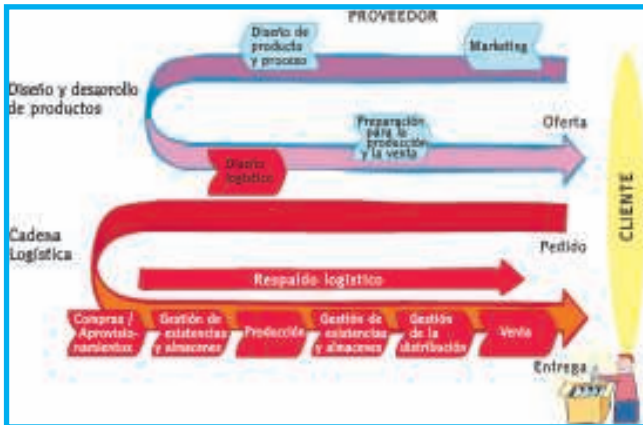 PROVEEDOR
Diseño de
producto
y proceso
Marketing
Diseño y desarrollo
de productos
Preparación
para la
producción
y la venta
Oferta
Diseño
logístico
CLIENTE
Cadena
Logística
Pedido
Respaldo logístico
Compras /
Aprovisio-
namientos
Gestión de
existencias
y almacenes
Producción
Gestión de
existencias
y almacenes
Gestión
de la
distribución
Venta
Entrega